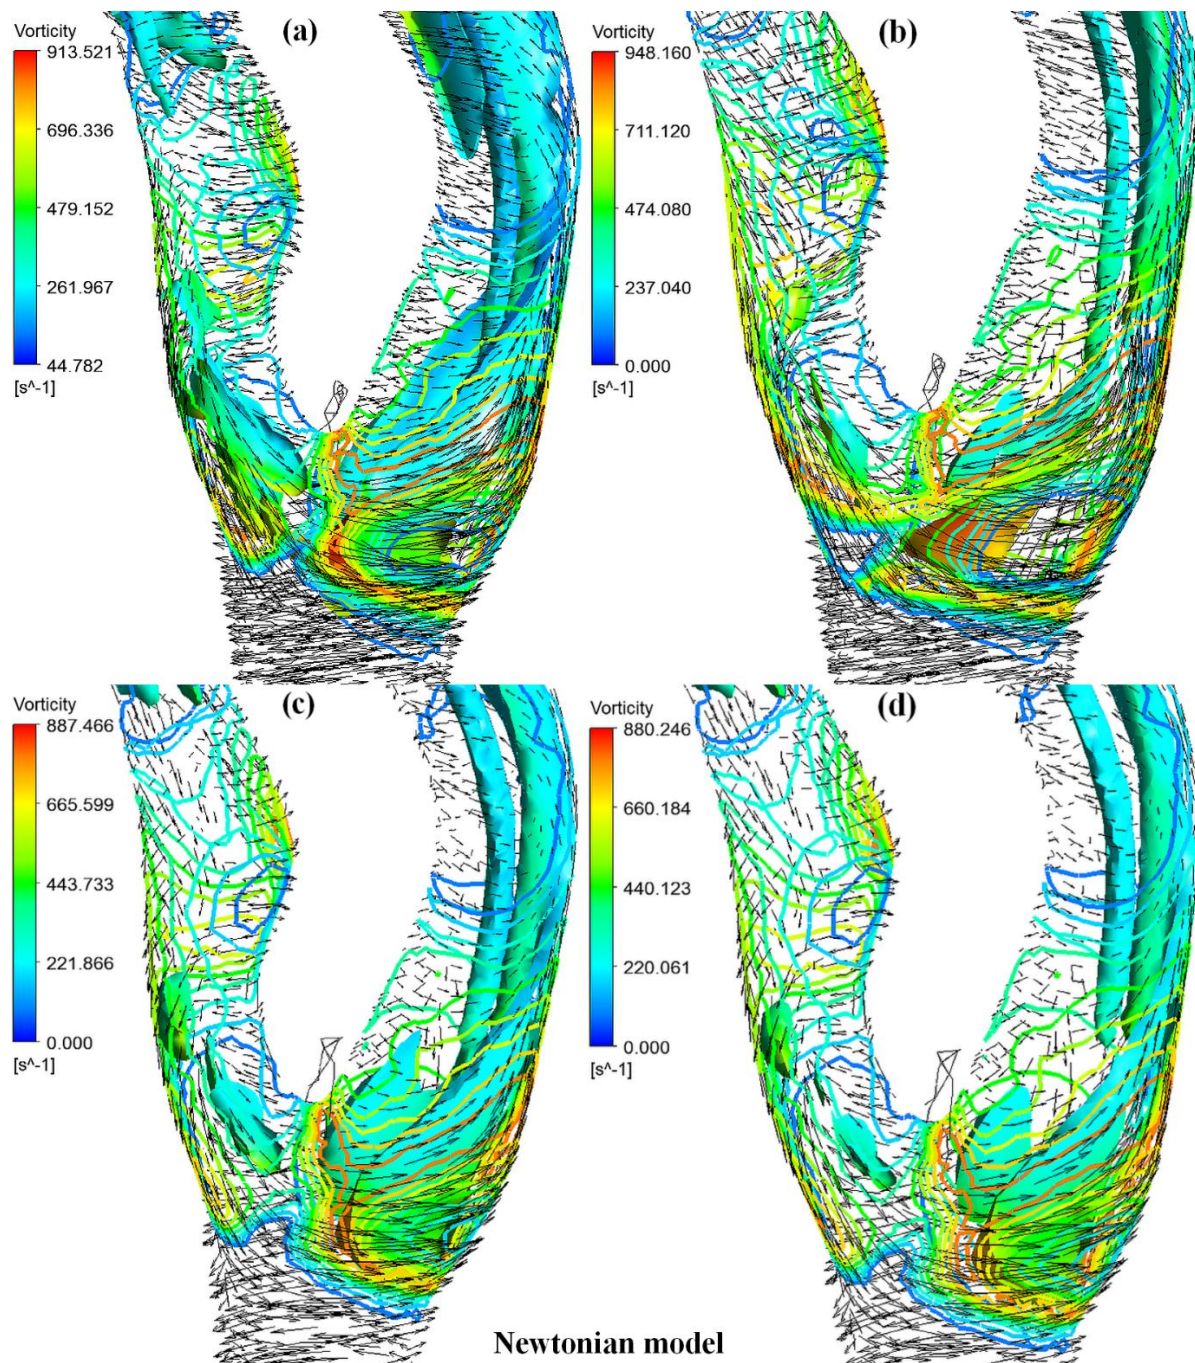 (a)
Vorticity
913.521
696.336
479.152
261.967
44.782
[s^-1]
(b)
Vorticity
948.160
711.120
474.080
237.040
0.000
[s^-1]
(c)
Vorticity
887.466
665.599
443.733
221.866
0.000
[s^-1]
(d)
Vorticity
880.246
660.184
440.123
220.061
0.000
[s^-1]
Newtonian model